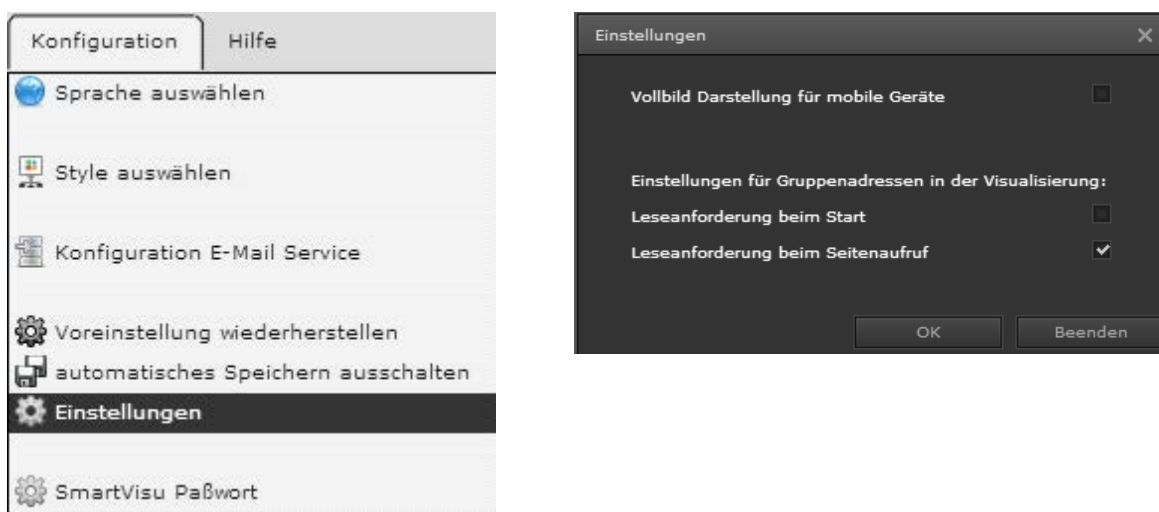 Konfiguration
Hilfe
Sprache auswählen
Style auswählen
Konfiguration E-Mail Service
Voreinstellung wiederherstellen
automatisches Speichern ausschalten
Einstellungen
SmartVisu Paßwort
Einstellungen
Vollbild Darstellung für mobile Geräte
Einstellungen für Gruppenadressen in der Visualisierung:
Leseanforderung beim Start
Leseanforderung beim Seitenaufruf
OK
Beenden